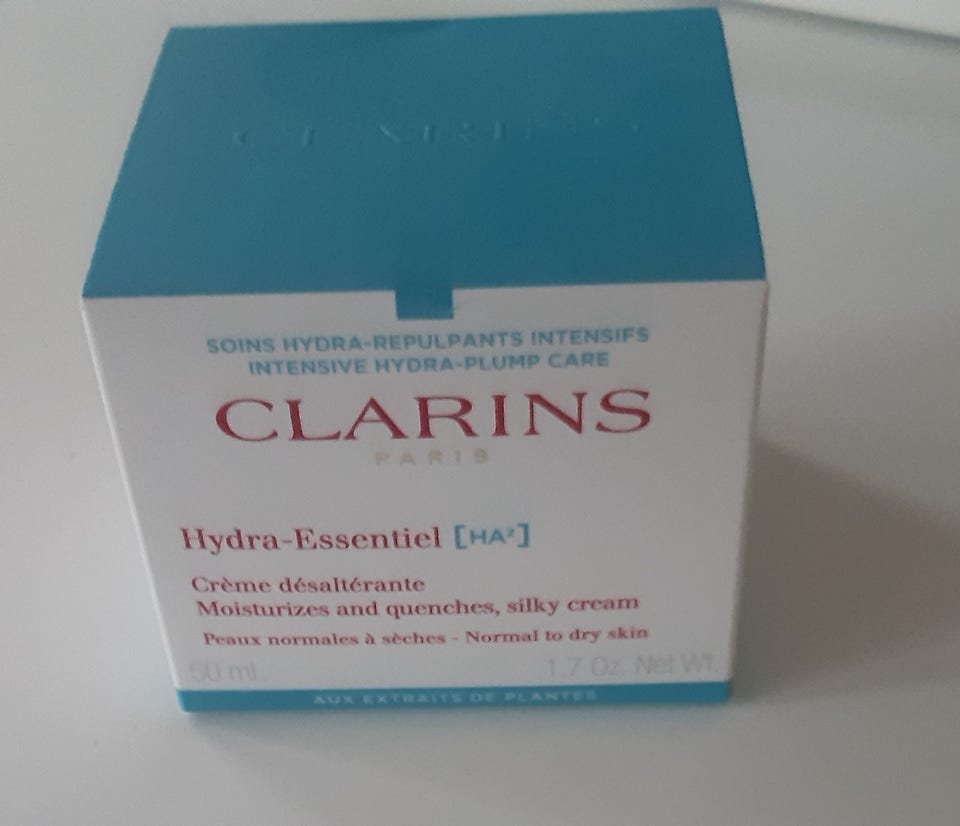 CLARINS
SOINS HYDRA-REPULPANTS INTENSIFS
INTENSIVE HYDRA-PLUMP CARE
CLARINS
PARIS
Hydra-Essentiel [HA²]
Crème désaltérante
Moisturizes and quenches, silky cream
Peaux normales à sèches - Normal to dry skin
50 ml. 1.7 Oz. Net Wt.
AUX EXTRAITS DE PLANTES